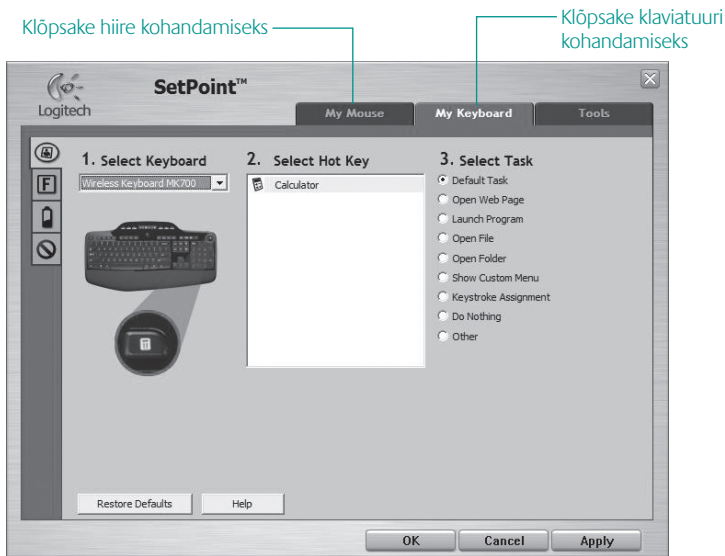 Klõpsake hiire kohandamiseks
Klõpsake klaviatuuri
kohandamiseks
Logitech
SetPoint™
My Mouse
My Keyboard
Tools
1. Select Keyboard
Wireless Keyboard MK700
2. Select Hot Key
Calculator
3. Select Task
Default Task
Open Web Page
Launch Program
Open File
Open Folder
Show Custom Menu
Keystroke Assignment
Do Nothing
Other
F
Restore Defaults
Help
OK
Cancel
Apply